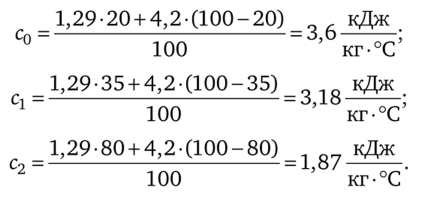 c₀ = (1,29·20+4,2·(100−20))/100 = 3,6 кДж/(кг·°C);
c₁ = (1,29·35+4,2·(100−35))/100 = 3,18 кДж/(кг·°C);
c₂ = (1,29·80+4,2·(100−80))/100 = 1,87 кДж/(кг·°C).